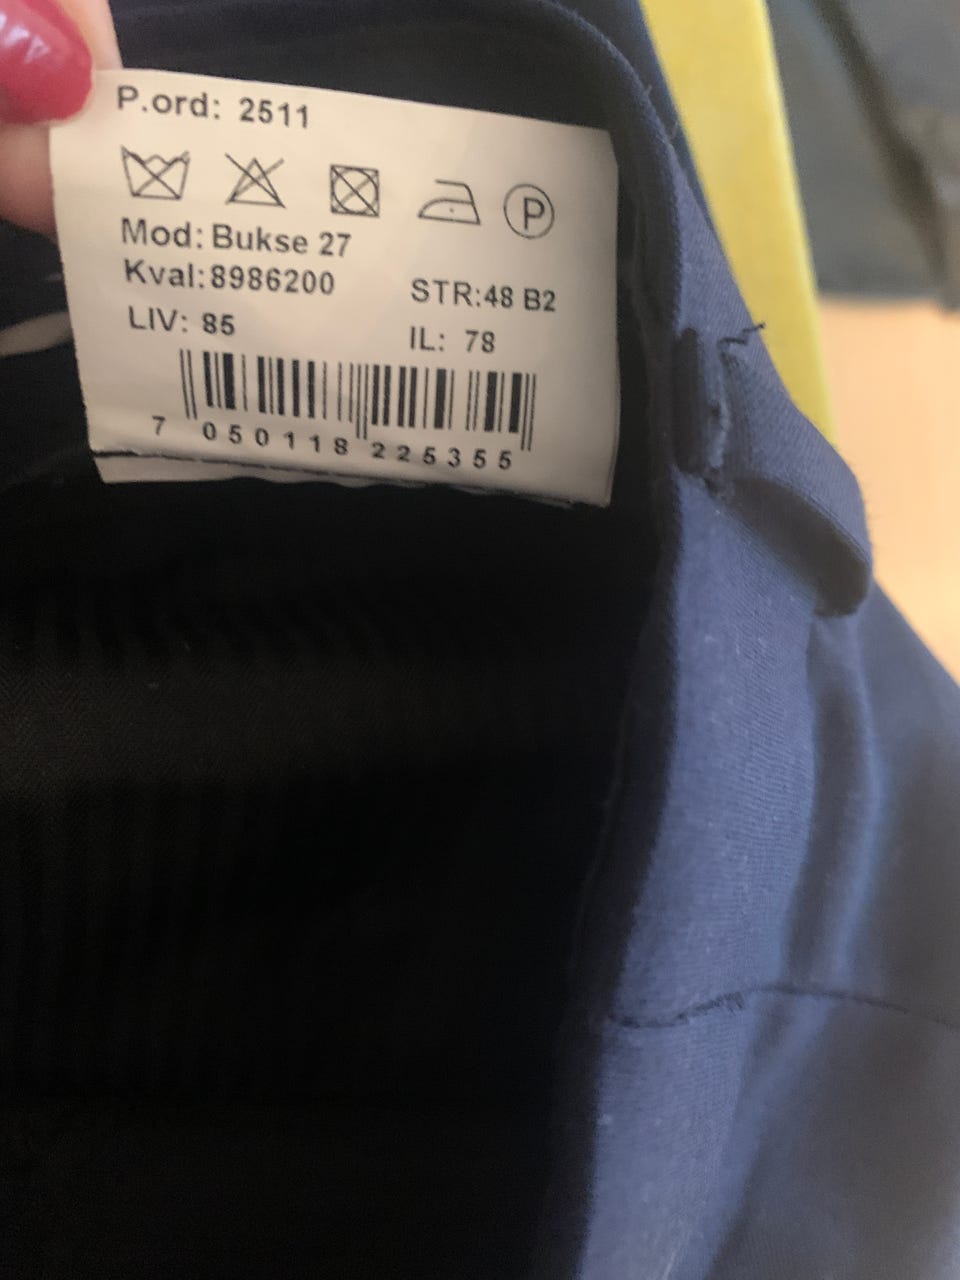 P.ord: 2511
P
Mod: Bukse 27
Kval:8986200
STR:48 B2
LIV: 85
IL: 78
7 050118 225355